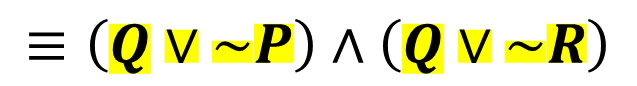 ≡ (Q ∨ ~P) ∧ (Q ∨ ~R)